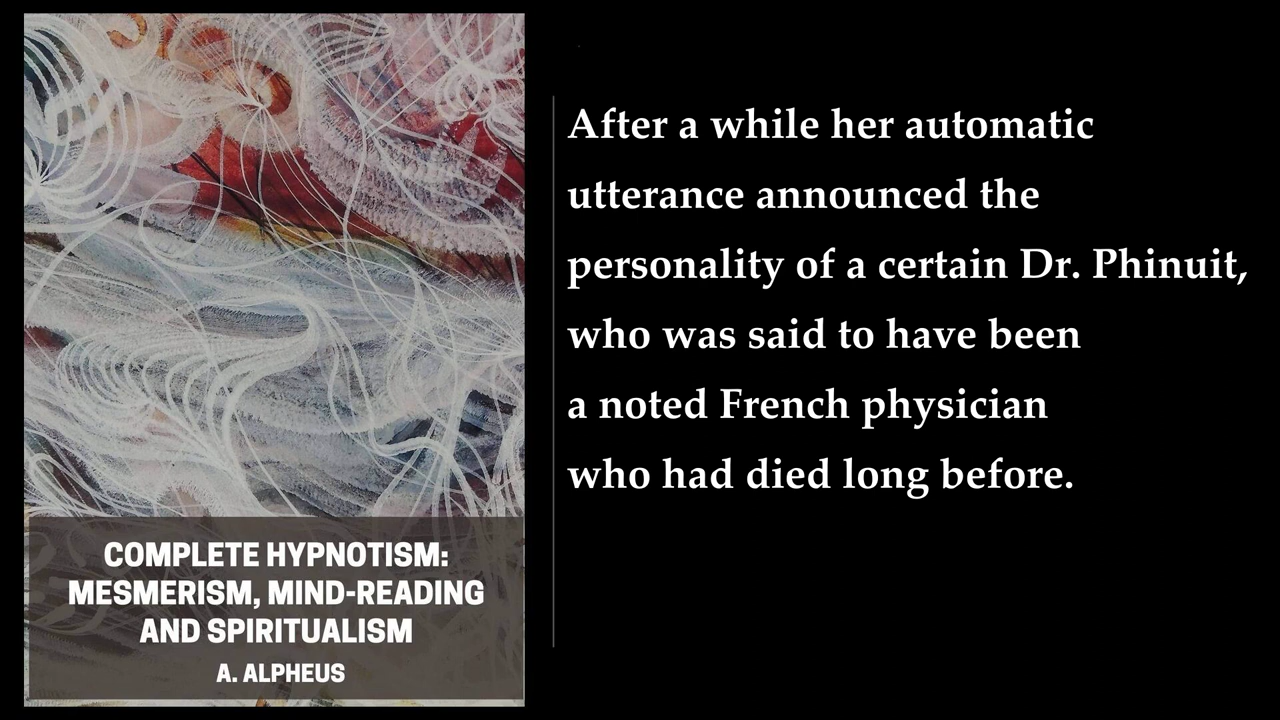 After a while her automatic
utterance announced the
personality of a certain Dr. Phinuit,
who was said to have been
a noted French physician
who had died long before.
COMPLETE HYPNOTISM:
MESMERISM, MIND-READING
AND SPIRITUALISM
A. ALPHEUS